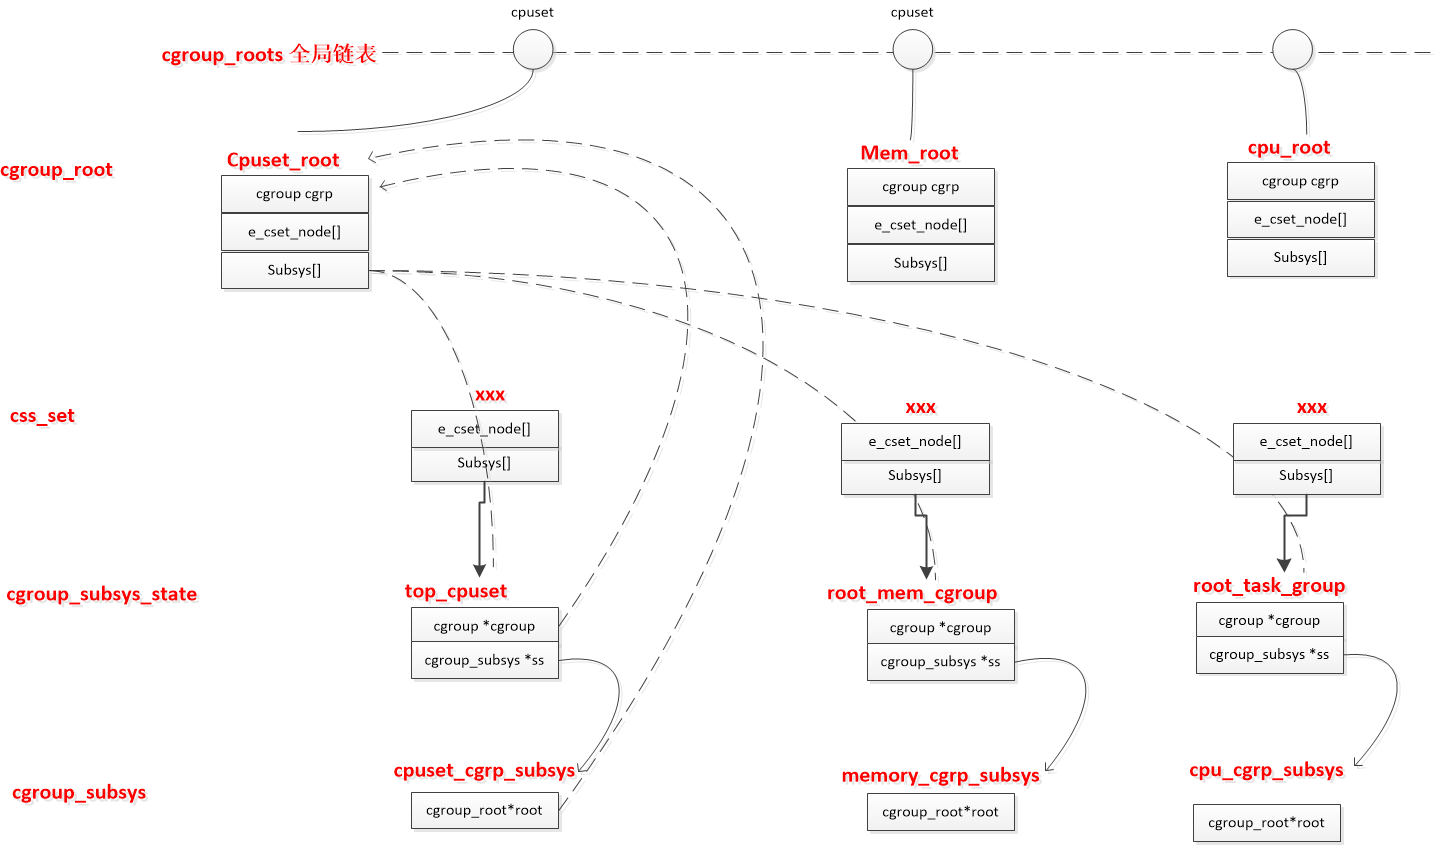 cpuset
cpuset
cgroup_roots 全局链表
cgroup_root
Cpuset_root
Mem_root
cpu_root
cgroup cgrp
cgroup cgrp
cgroup cgrp
e_cset_node[]
e_cset_node[]
e_cset_node[]
Subsys[]
Subsys[]
Subsys[]
css_set
xxx
xxx
xxx
e_cset_node[]
e_cset_node[]
e_cset_node[]
Subsys[]
Subsys[]
Subsys[]
cgroup_subsys_state
top_cpuset
root_mem_cgroup
root_task_group
cgroup *cgroup
cgroup *cgroup
cgroup *cgroup
cgroup_subsys *ss
cgroup_subsys *ss
cgroup_subsys *ss
cgroup_subsys
cpuset_cgrp_subsys
memory_cgrp_subsys
cpu_cgrp_subsys
cgroup_root*root
cgroup_root*root
cgroup_root*root